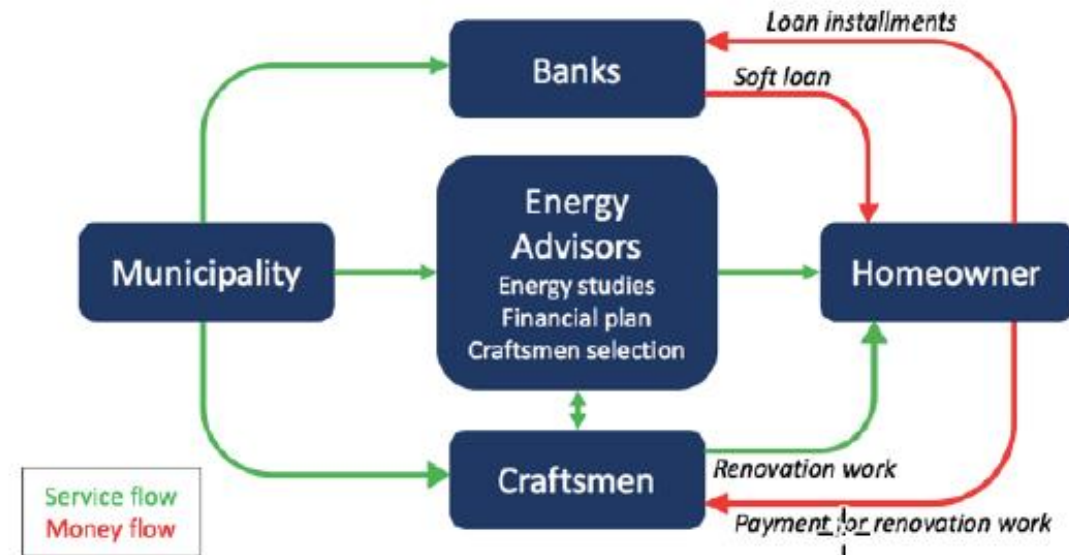 Loan installments
Banks
Soft loan
Energy
Advisors
Energy studies
Financial plan
Craftsmen selection
Municipality
Homeowner
Craftsmen
Renovation work
Payment for renovation work
Service flow
Money flow